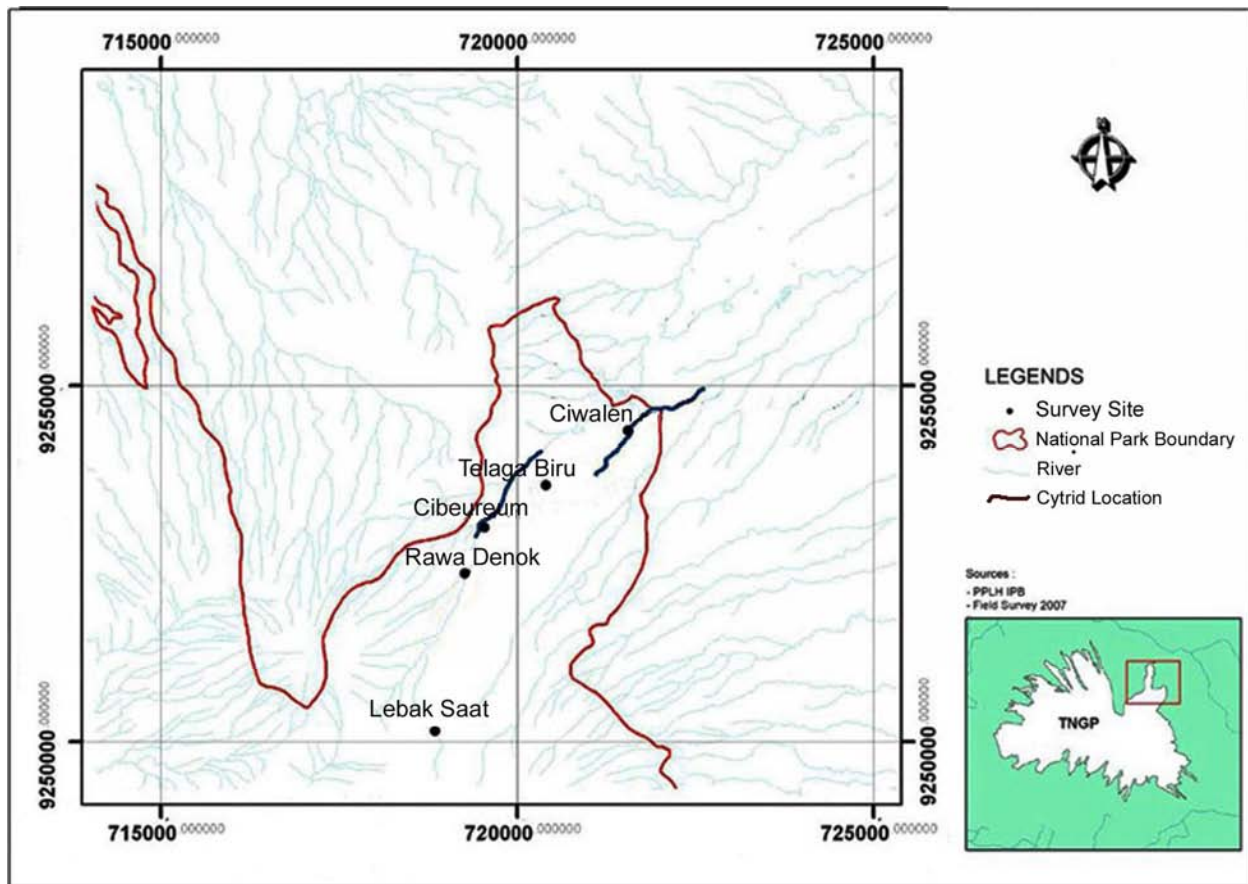 715000.000000 720000.000000 725000.000000
9255000.000000 9255000.000000
Ciwalen
Telaga Biru
Cibeureum
Rawa Denok
Lebak Saat
9250000.000000 9250000.000000
715000.000000 720000.000000 725000.000000
LEGENDS
Survey Site
National Park Boundary
River
Cytrid Location
Sources :
- PPLH IPB
- Field Survey 2007
TNGP